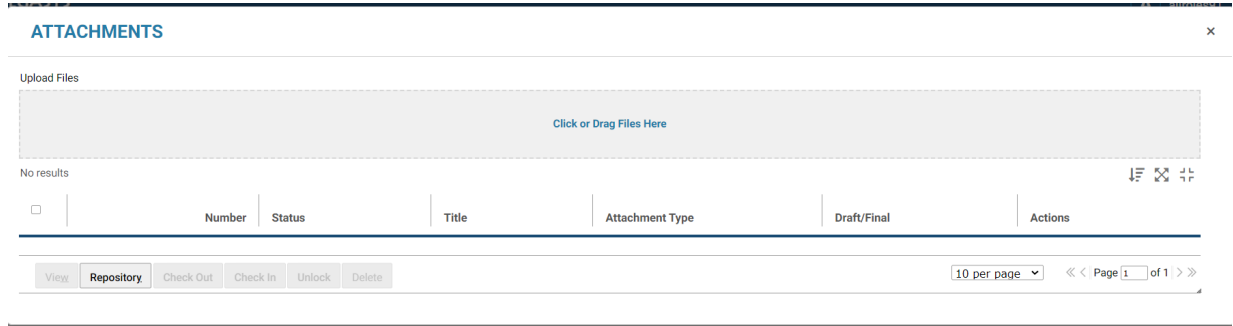 ATTACHMENTS ×
Upload Files
Click or Drag Files Here
No results
Number Status Title Attachment Type Draft/Final Actions
View Repository Check Out Check In Unlock Delete 10 per page Page 1 of 1